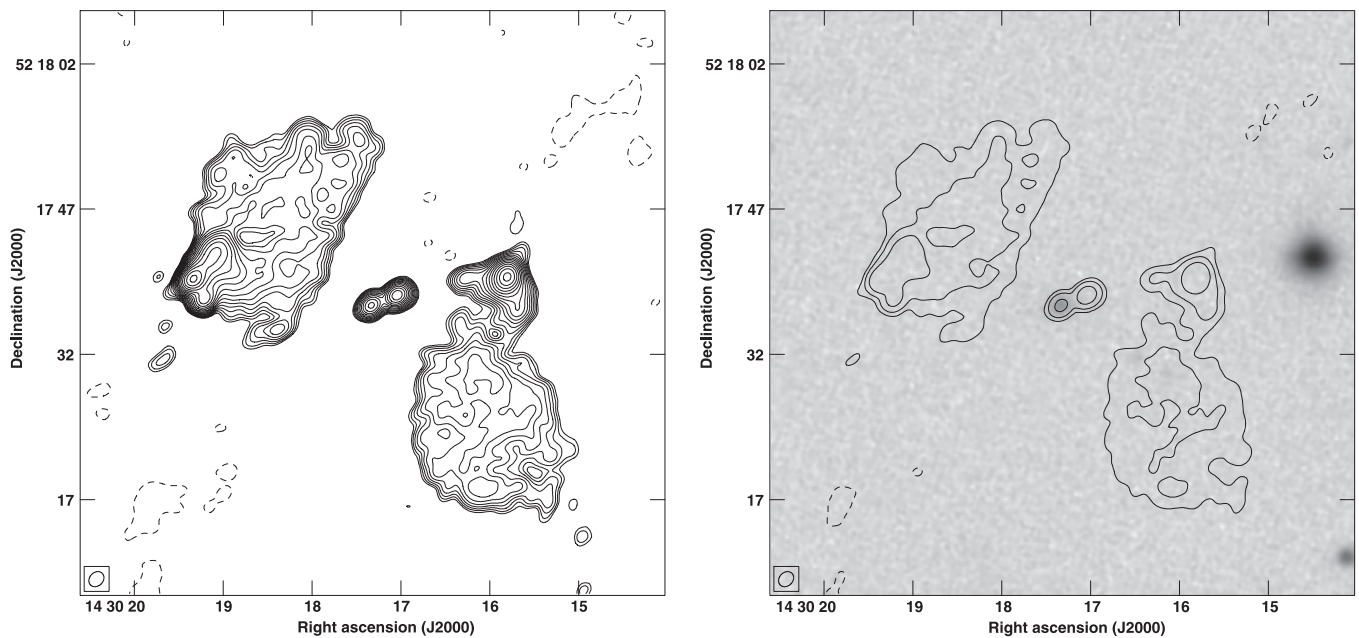 52 18 02
17 47
32
17
Declination (J2000)
14 30 20 19 18 17 16 15
Right ascension (J2000)
52 18 02
17 47
32
17
Declination (J2000)
14 30 20 19 18 17 16 15
Right ascension (J2000)